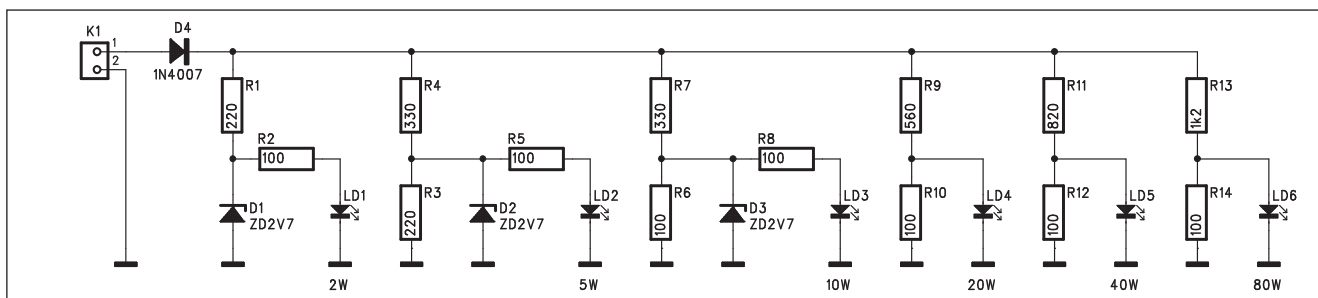 K1
1
2
D4
1N4007
R1
220
R2
100
D1
ZD2V7
LD1
2W
R4
330
R3
220
R5
100
D2
ZD2V7
LD2
5W
R7
330
R6
100
R8
100
D3
ZD2V7
LD3
10W
R9
560
R10
100
LD4
20W
R11
820
R12
100
LD5
40W
R13
1k2
R14
100
LD6
80W